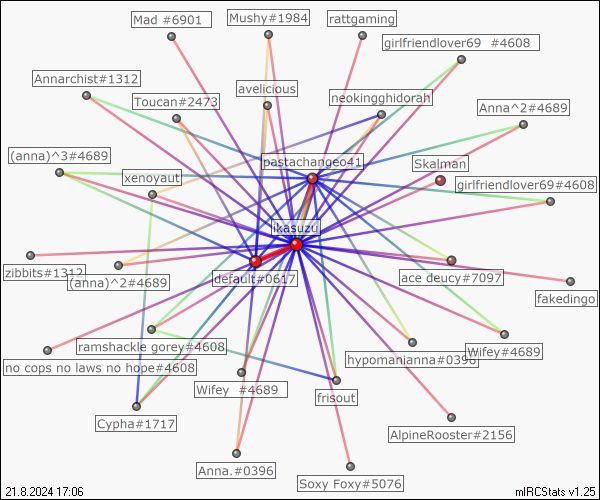 Mad #6901
Mushy#1984
rattgaming
girlfriendlover69 #4608
Annarchist#1312
avelicious
Toucan#2473
neokingghidorah
Anna^2#4689
(anna)^3#4689
pastachangeo41
Skalman
xenoyaut
girlfriendlover69#4608
likasuzu
zibbits#1312
(anna)^2#4689
default#0617
ace deucy#7097
fakedingo
ramshackle gorey#4608
hypomanianna#0396
Wifey#4689
no cops no laws no hope#4608
Wifey #4689
frisout
Cypha#1717
AlpineRooster#2156
Anna.#0396
Soxy Foxy#5076
21.8.2024 17:06
mIRCStats v1.25